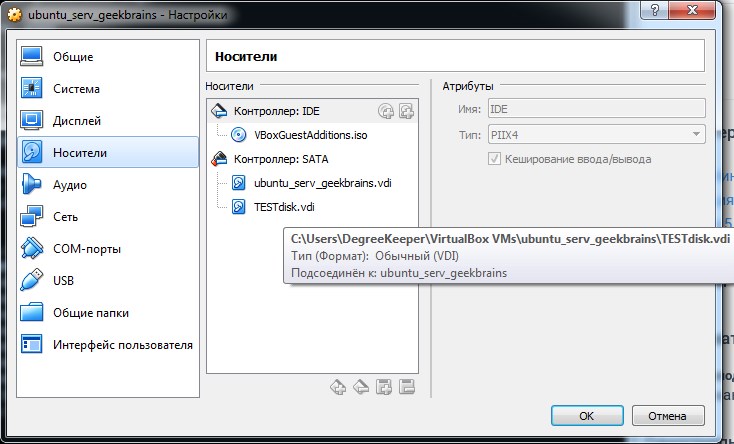 ubuntu_serv_geekbrains - Настройки
Общие
Система
Дисплей
Носители
Аудио
Сеть
COM-порты
USB
Общие папки
Интерфейс пользователя
Носители
Носители
Контроллер: IDE
VBoxGuestAdditions.iso
Контроллер: SATA
ubuntu_serv_geekbrains.vdi
TESTdisk.vdi
Атрибуты
Имя: IDE
Тип: PIIX4
Кеширование ввода/вывода
C:\Users\DegreeKeeper\VirtualBox VMs\ubuntu_serv_geekbrains\TESTdisk.vdi
Тип (Формат): Обычный (VDI)
Подсоединён к: ubuntu_serv_geekbrains
OK
Отмена